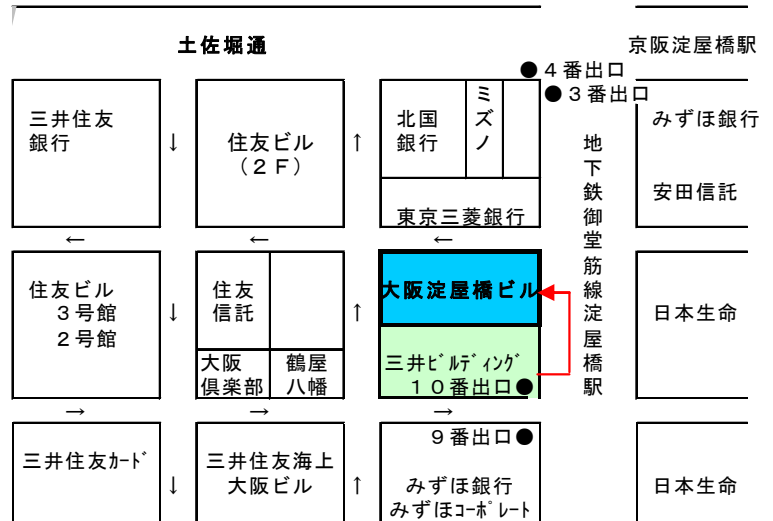 土佐堀通
京阪淀屋橋駅
●４番出口
●３番出口
三井住友
銀行
↓
住友ビル
（２Ｆ）
↑
北国
銀行
ミズノ
東京三菱銀行
みずほ銀行
安田信託
地下鉄御堂筋線淀屋橋駅
←
←
←
住友ビル
３号館
２号館
↓
住友
信託
大阪
倶楽部
鶴屋
八幡
↑
大阪淀屋橋ビル
三井ﾋﾞﾙﾃﾞｨﾝｸﾞ
１０番出口●
日本生命
→
→
→
三井住友ｶｰﾄﾞ
↓
三井住友海上
大阪ビル
↑
９番出口●
みずほ銀行
みずほｺｰﾎﾟﾚｰﾄ
日本生命